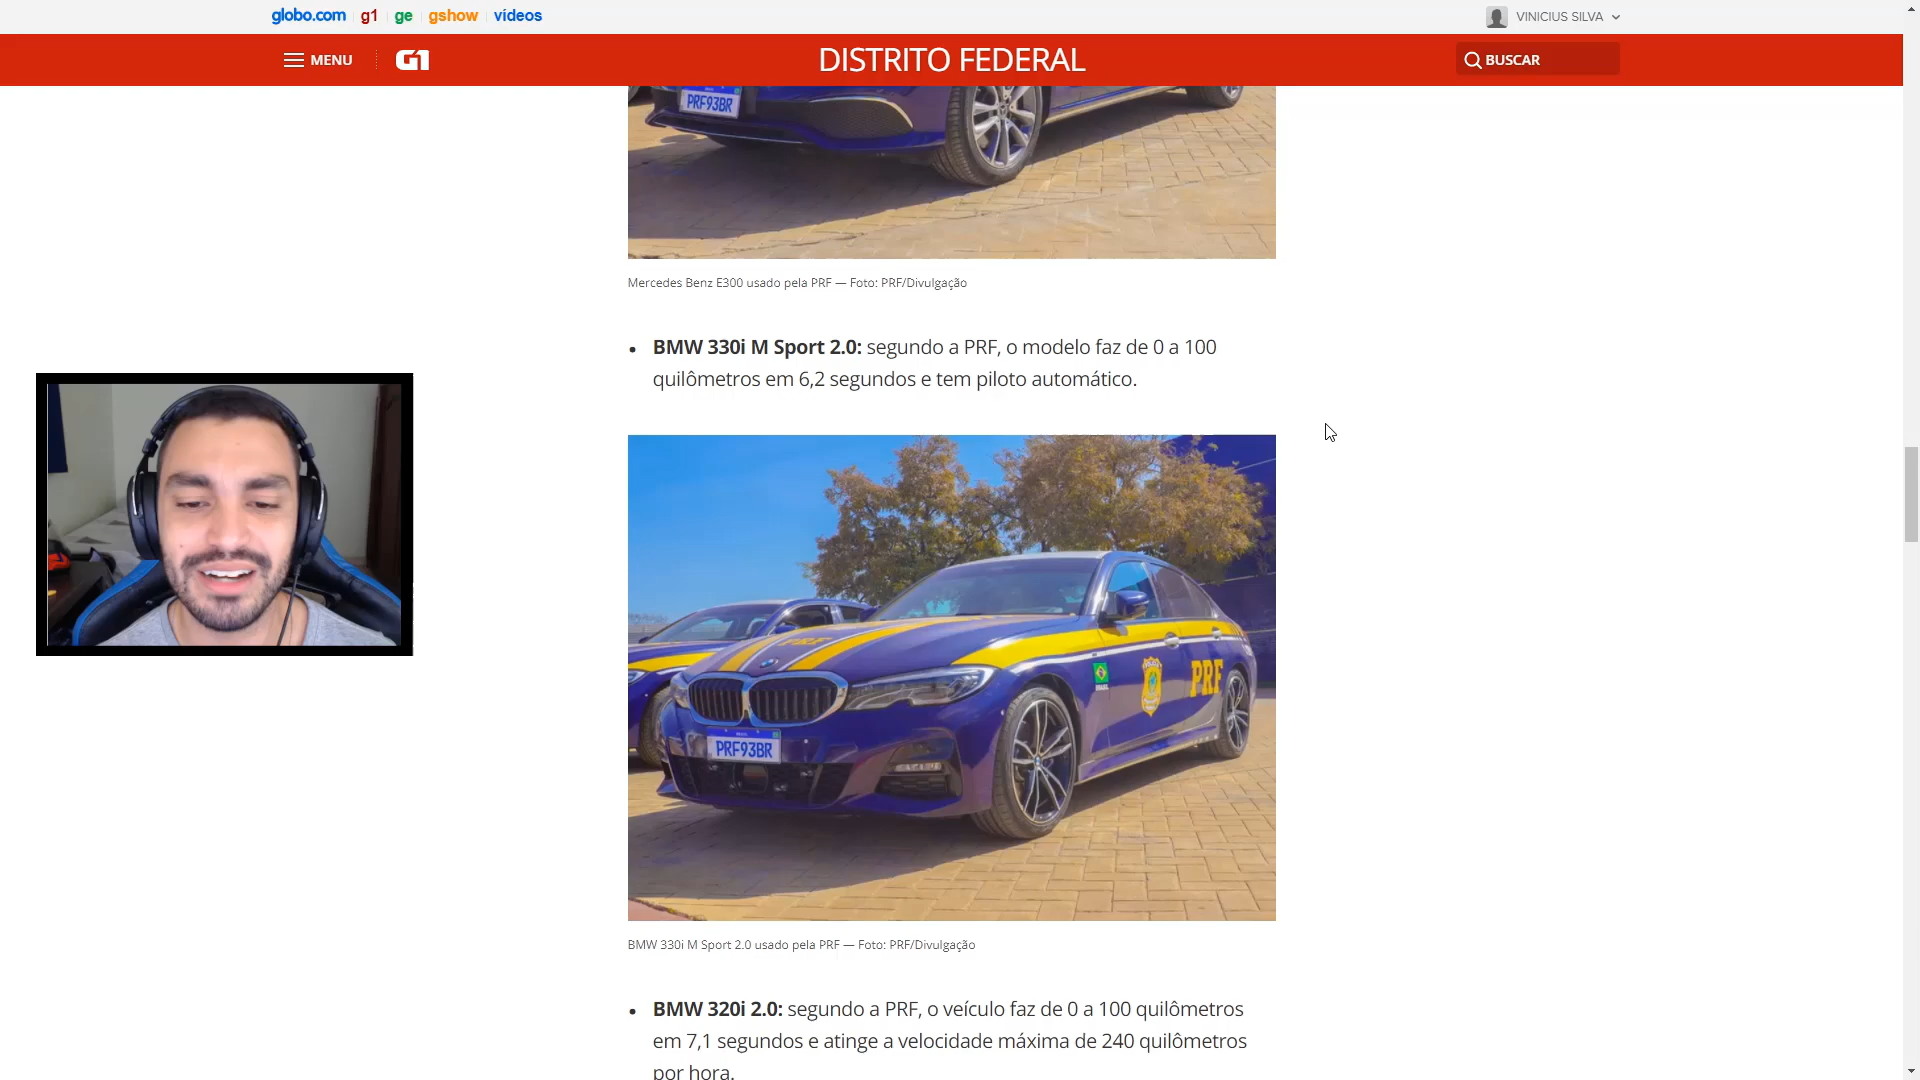 globo.com g1 ge gshow vídeos
VINICIUS SILVA
MENU G1
DISTRITO FEDERAL
BUSCAR
PRF93BR
Mercedes Benz E300 usado pela PRF — Foto: PRF/Divulgação
• BMW 330i M Sport 2.0: segundo a PRF, o modelo faz de 0 a 100
quilômetros em 6,2 segundos e tem piloto automático.
PRF
BRASIL
PRF
PRF93BR
BMW 330i M Sport 2.0 usado pela PRF — Foto: PRF/Divulgação
• BMW 320i 2.0: segundo a PRF, o veículo faz de 0 a 100 quilômetros
em 7,1 segundos e atinge a velocidade máxima de 240 quilômetros
por hora.